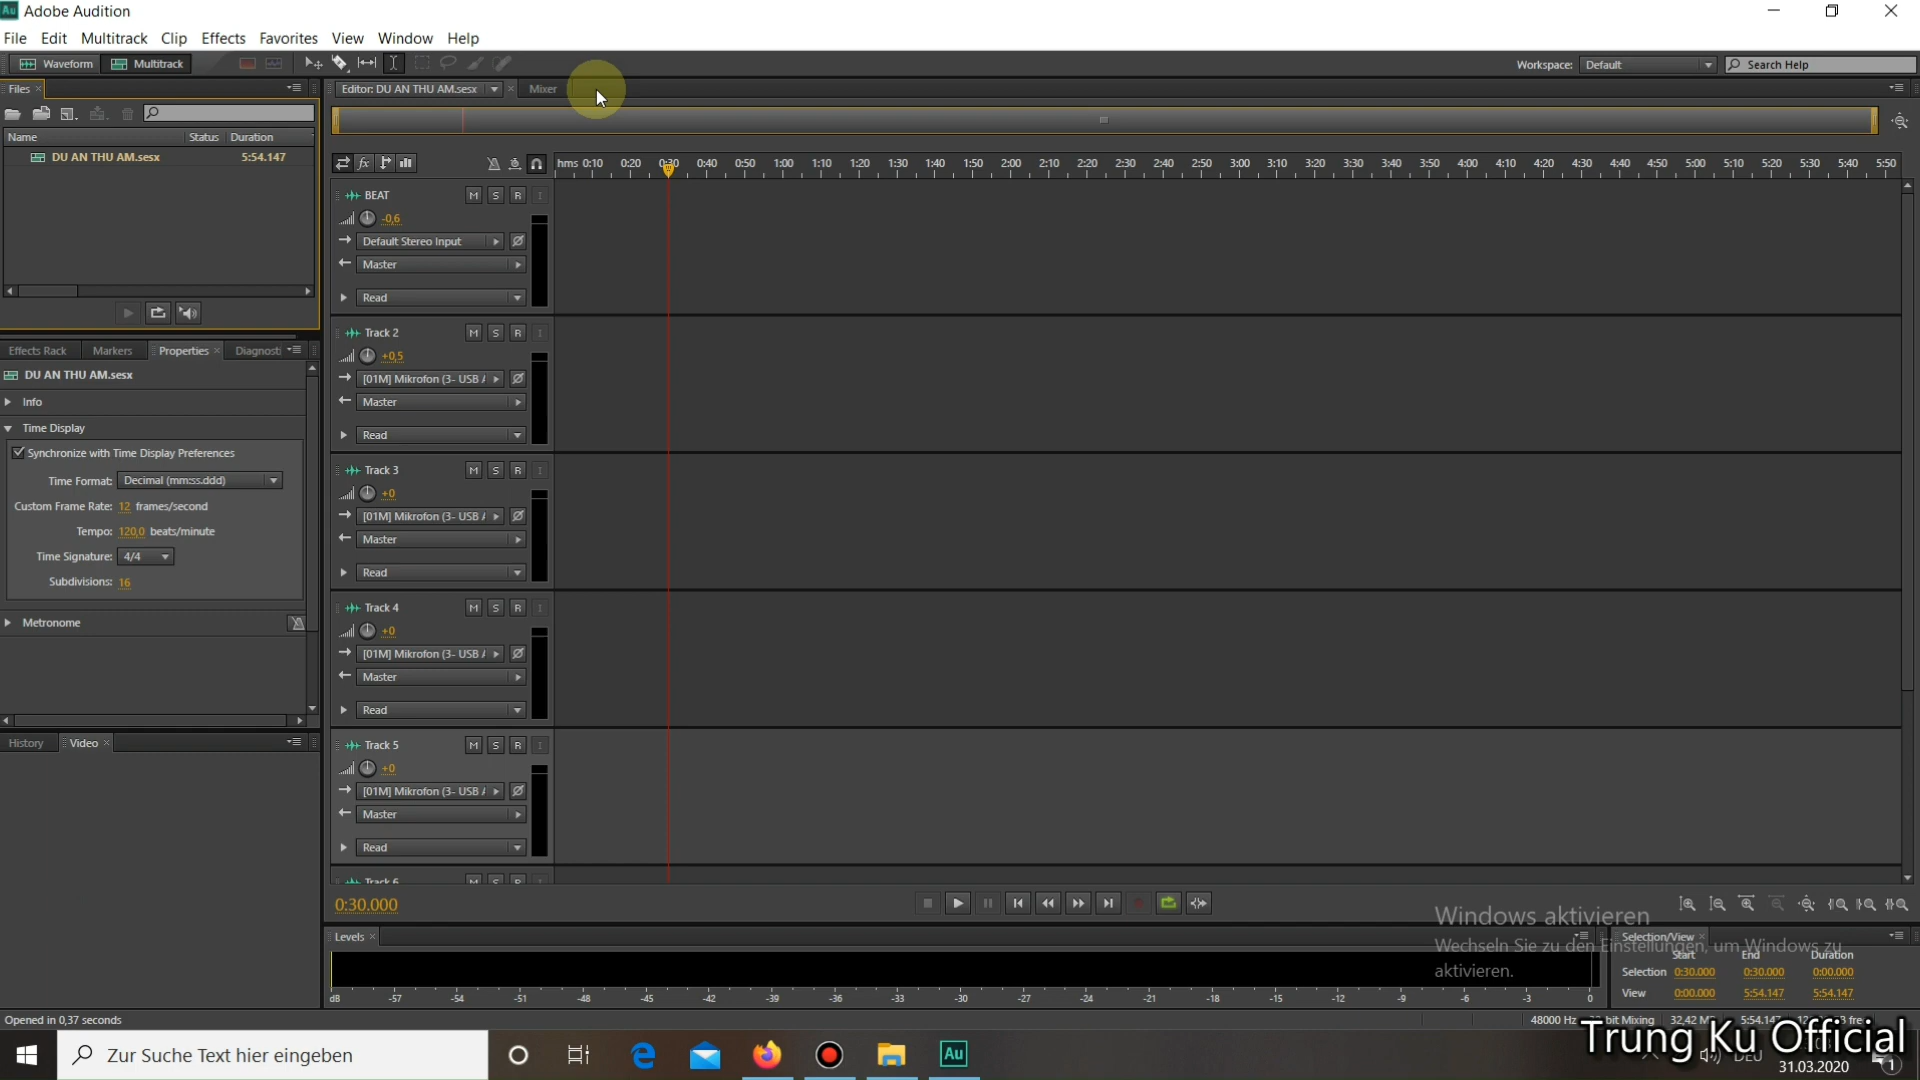 Adobe Audition
File Edit Multitrack Clip Effects Favorites View Window Help
Waveform Multitrack
Workspace: Default Search Help
Files
Name Status Duration
DU AN THU AM.sesx 5:54.147
Effects Rack Markers Properties Diagnosti
DU AN THU AM.sesx
Info
Time Display
Synchronize with Time Display Preferences
Time Format: Decimal (mm:ss.ddd)
Custom Frame Rate: 12 frames/second
Tempo: 120,0 beats/minute
Time Signature: 4/4
Subdivisions: 16
Metronome
History Video
Editor: DU AN THU AM.sesx Mixer
hms 0:10 0:20 0:30 0:40 0:50 1:00 1:10 1:20 1:30 1:40 1:50 2:00 2:10 2:20 2:30 2:40 2:50 3:00 3:10 3:20 3:30 3:40 3:50 4:00 4:10 4:20 4:30 4:40 4:50 5:00 5:10 5:20 5:30 5:40 5:50
BEAT M S R I
-0,6
Default Stereo Input
Master
Read
Track 2 M S R I
+0,5
[01M] Mikrofon (3- USB
Master
Read
Track 3 M S R I
+0
[01M] Mikrofon (3- USB
Master
Read
Track 4 M S R I
+0
[01M] Mikrofon (3- USB
Master
Read
Track 5 M S R I
+0
[01M] Mikrofon (3- USB
Master
Read
Track 6 M S R
0:30.000
Levels
dB -57 -54 -51 -48 -45 -42 -39 -36 -33 -30 -27 -24 -21 -18 -15 -12 -9 -6 -3 0
Windows aktivieren
Wechseln Sie zu den Einstellungen, um Windows zu
aktivieren.
Selection/View
Start End Duration
Selection 0:30.000 0:30.000 0:00.000
View 0:00.000 5:54.147 5:54.147
Opened in 0,37 seconds
48000 Hz bit Mixing 32,42 5:54.147
Zur Suche Text hier eingeben
Au
Trung Ku Official
DEU
31.03.2020
1